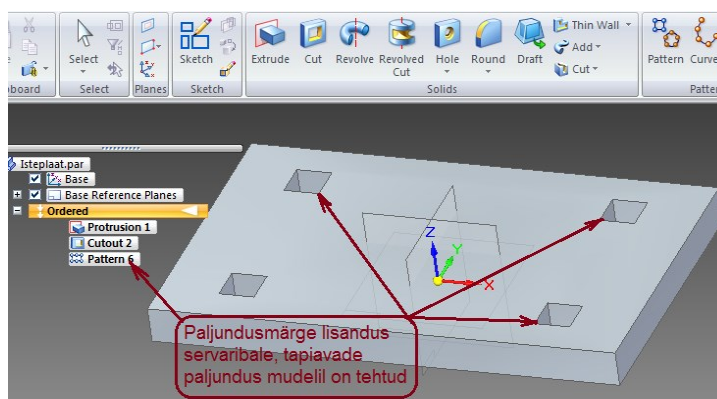 Select
Sketch
Extrude
Cut
Revolve
Revolved
Cut
Hole
Round
Draft
Thin Wall
Add
Cut
Pattern
Select
Planes
Sketch
Solids
Isteplaat.par
Base
Base Reference Planes
Ordered
Protrusion 1
Cutout 2
Pattern 6
Z
Y
X
Paljundusmärge lisandus
servaribale, tapiavade
paljundus mudelil on tehtud